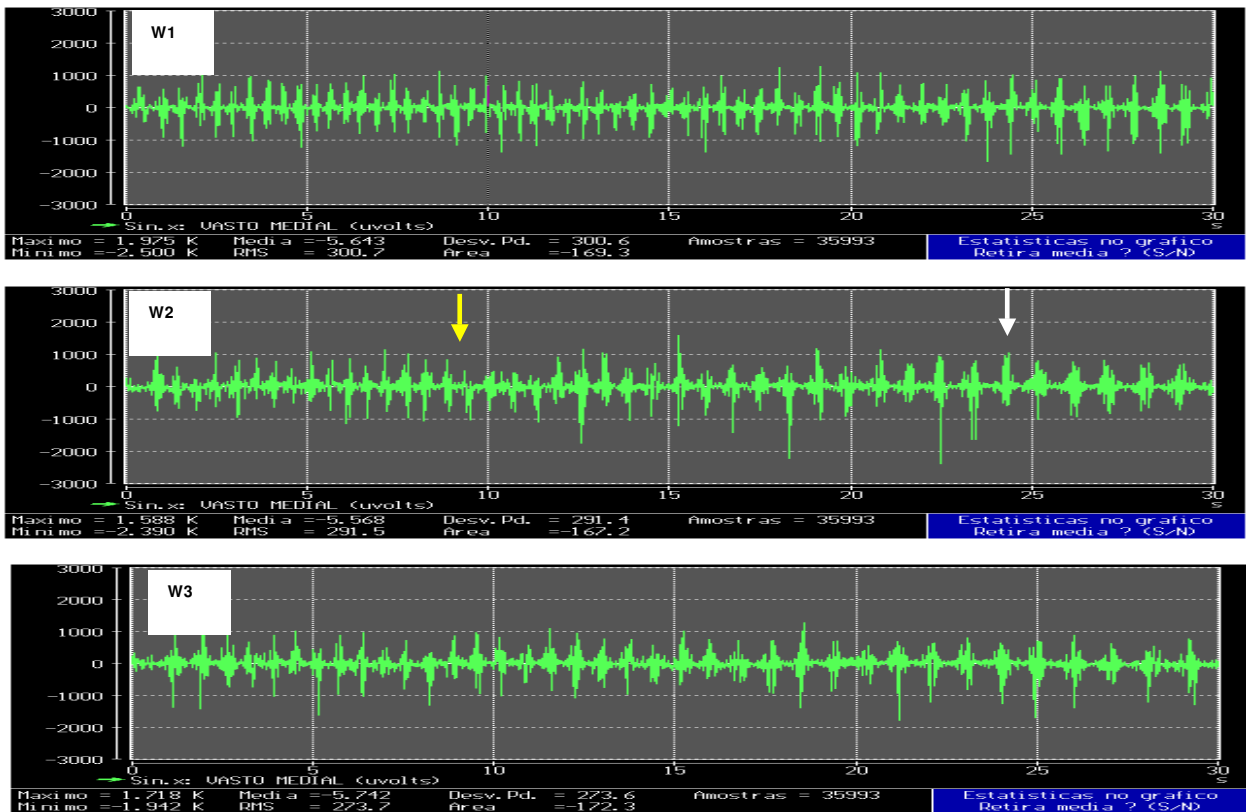 3000
W1
2000
1000
0
-1000
-2000
-3000
0 5 10 15 20 25 30
Sin.x: VASTO MEDIAL (uvolts) s
Maximo = 1.975 K Media =-5.643 Desv.Pd. = 300.6 Amostras = 35993 Estatisticas no grafico
Minimo =-2.500 K RMS = 300.7 Area =-169.3 Retira media ? (S/N)
3000
W2
2000
1000
0
-1000
-2000
-3000
0 5 10 15 20 25 30
Sin.x: VASTO MEDIAL (uvolts) s
Maximo = 1.588 K Media =-5.568 Desv.Pd. = 291.4 Amostras = 35993 Estatisticas no grafico
Minimo =-2.390 K RMS = 291.5 Area =-167.2 Retira media ? (S/N)
3000
W3
2000
1000
0
-1000
-2000
-3000
0 5 10 15 20 25 30
Sin.x: VASTO MEDIAL (uvolts) s
Maximo = 1.718 K Media =-5.742 Desv.Pd. = 273.6 Amostras = 35993 Estatisticas no grafico
Minimo =-1.942 K RMS = 273.7 Area =-172.3 Retira media ? (S/N)